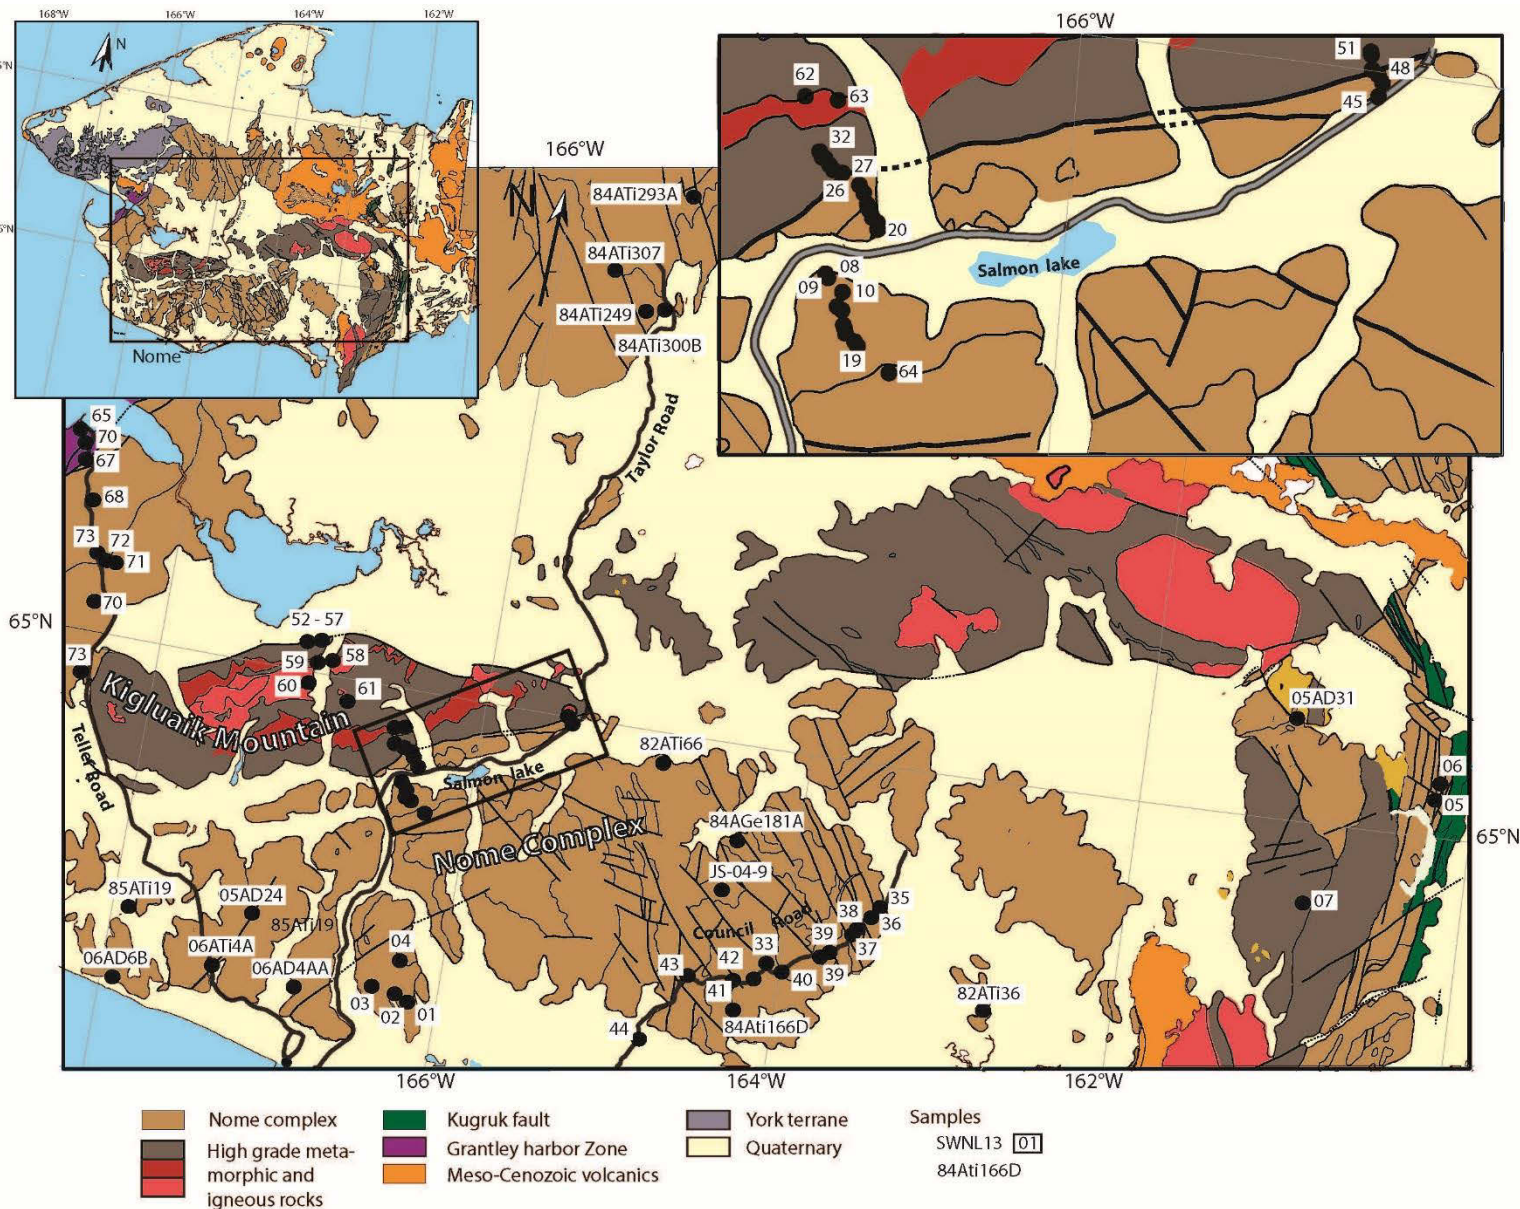 168°W
166°W
164°W
162°W
N
5°N
5°N
Nome
166°W
N
84ATi293A
84ATi307
84ATi249
84ATi300B
Taylor Road
166°W
51
48
45
62
63
32
27
26
20
08
09
10
19
64
Salmon lake
65
70
67
68
73
72
71
70
65°N
73
52 - 57
59
58
60
61
Kigluaik Mountain
Teller Road
Salmon lake
Nome Complex
82ATi66
84AGe181A
JS-04-9
Council Road
05AD31
06
05
65°N
07
85ATi19
05AD24
85ATi19
06ATi4A
06AD6B
06AD4AA
04
03
02
01
35
38
36
39
37
33
42
43
40
39
41
44
84Ati166D
82ATi36
166°W
164°W
162°W
Nome complex
High grade meta-
morphic and
igneous rocks
Kugruk fault
Grantley harbor Zone
Meso-Cenozoic volcanics
York terrane
Quaternary
Samples
SWNL13 01
84Ati166D